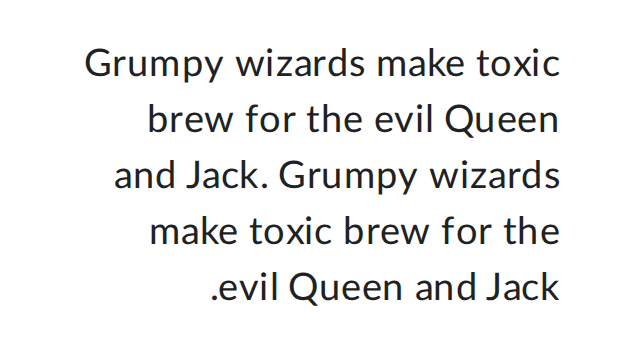 Grumpy wizards make toxic
brew for the evil Queen
and Jack. Grumpy wizards
make toxic brew for the
.evil Queen and Jack